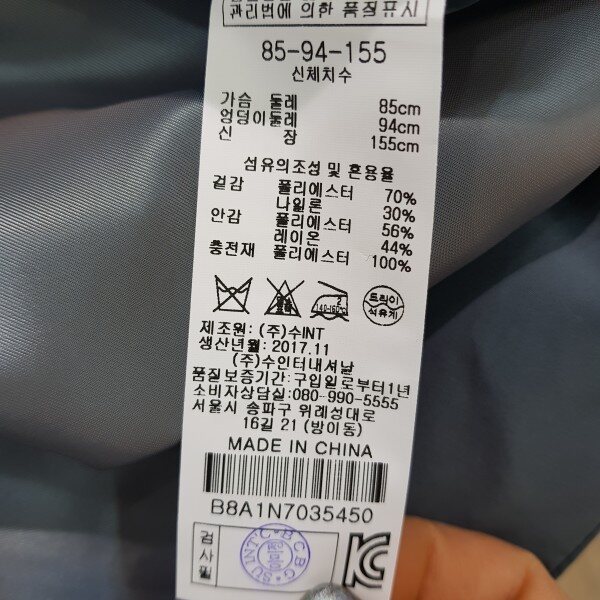 관리법에 의한 품질표시
85-94-155
신체치수
가슴 둘레 85cm
엉덩이둘레 94cm
신 장 155cm
섬유의조성 및 혼용율
겉감 폴리에스터 70%
나일론 30%
안감 폴리에스터 56%
레이온 44%
충전재 폴리에스터 100%
140-160℃
드라이
석유계
제조원: (주)수INT
생산년월: 2017.11
(주)수인터내셔날
품질보증기간: 구입일로부터1년
소비자상담실: 080-990-5555
서울시 송파구 위례성대로
16길 21 (방이동)
MADE IN CHINA
B8A1N7035450
검사필
SU INT'C BCBG